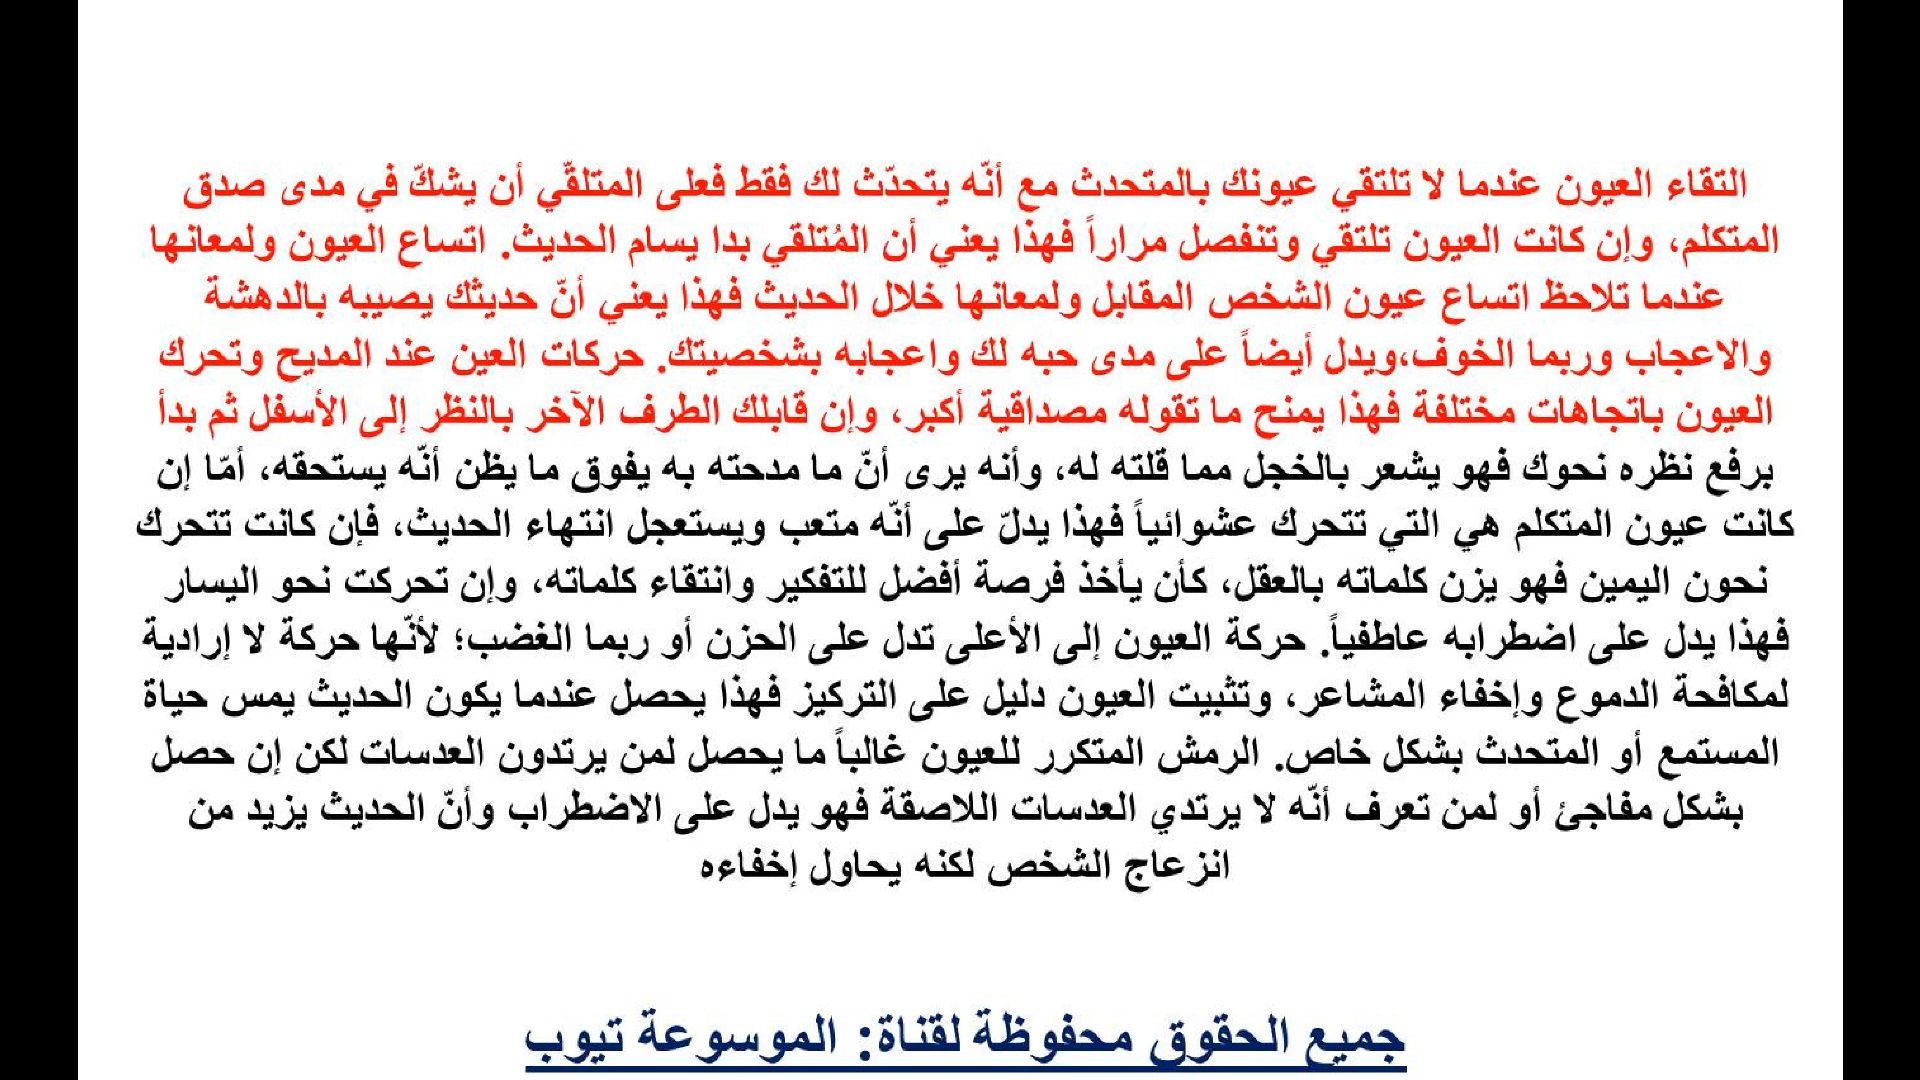 التقاء العيون عندما لا تلتقي عيونك بالمتحدث مع أنّه يتحدّث لك فقط فعلى المتلقّي أن يشكّ في مدى صدق
المتكلم، وإن كانت العيون تلتقي وتنفصل مراراً فهذا يعني أن المُتلقي بدا يسام الحديث. اتساع العيون ولمعانها
عندما تلاحظ اتساع عيون الشخص المقابل ولمعانها خلال الحديث فهذا يعني أنّ حديثك يصيبه بالدهشة
والاعجاب وربما الخوف،ويدل أيضاً على مدى حبه لك واعجابه بشخصيتك. حركات العين عند المديح وتحرك
العيون باتجاهات مختلفة فهذا يمنح ما تقوله مصداقية أكبر، وإن قابلك الطرف الآخر بالنظر إلى الأسفل ثم بدأ
برفع نظره نحوك فهو يشعر بالخجل مما قلته له، وأنه يرى أنّ ما مدحته به يفوق ما يظن أنّه يستحقه، أمّا إن
كانت عيون المتكلم هي التي تتحرك عشوائياً فهذا يدلّ على أنّه متعب ويستعجل انتهاء الحديث، فإن كانت تتحرك
نحون اليمين فهو يزن كلماته بالعقل، كأن يأخذ فرصة أفضل للتفكير وانتقاء كلماته، وإن تحركت نحو اليسار
فهذا يدل على اضطرابه عاطفياً. حركة العيون إلى الأعلى تدل على الحزن أو ربما الغضب؛ لأنّها حركة لا إرادية
لمكافحة الدموع وإخفاء المشاعر، وتثبيت العيون دليل على التركيز فهذا يحصل عندما يكون الحديث يمس حياة
المستمع أو المتحدث بشكل خاص. الرمش المتكرر للعيون غالباً ما يحصل لمن يرتدون العدسات لكن إن حصل
بشكل مفاجئ أو لمن تعرف أنّه لا يرتدي العدسات اللاصقة فهو يدل على الاضطراب وأنّ الحديث يزيد من
انزعاج الشخص لكنه يحاول إخفاءه
جميع الحقوق محفوظة لقناة: الموسوعة تيوب